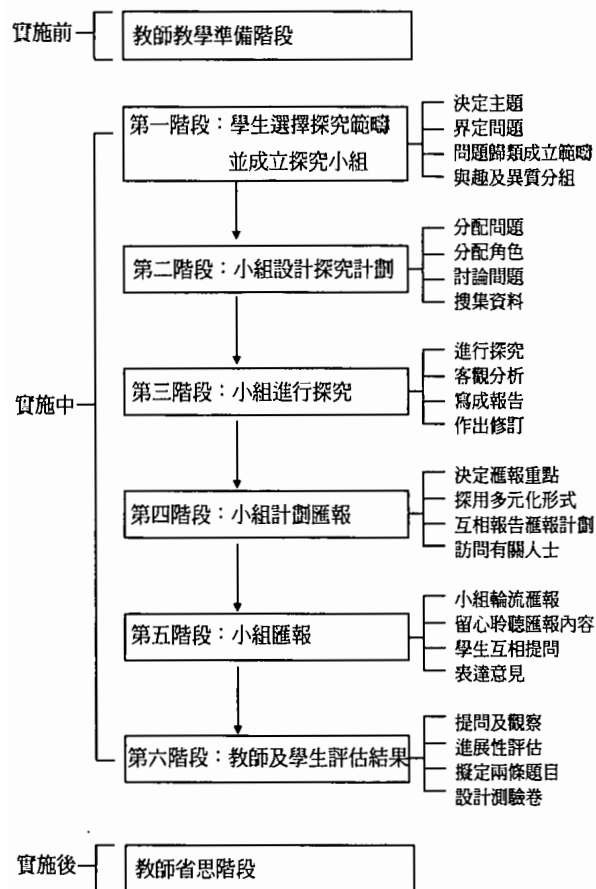 實施前
教師教學準備階段
第一階段：學生選擇探究範疇
並成立探究小組
決定主題
界定問題
問題歸類成立範疇
興趣及異質分組
第二階段：小組設計探究計劃
分配問題
分配角色
討論問題
搜集資料
實施中
第三階段：小組進行探究
進行探究
客觀分析
寫成報告
作出修訂
第四階段：小組計劃匯報
決定滙報重點
採用多元化形式
互相報告滙報計劃
訪問有關人士
第五階段：小組匯報
小組輪流滙報
留心聆聽匯報內容
學生互相提問
表達意見
第六階段：教師及學生評估結果
提問及觀察
進展性評估
擬定兩條題目
設計測驗卷
實施後
教師省思階段